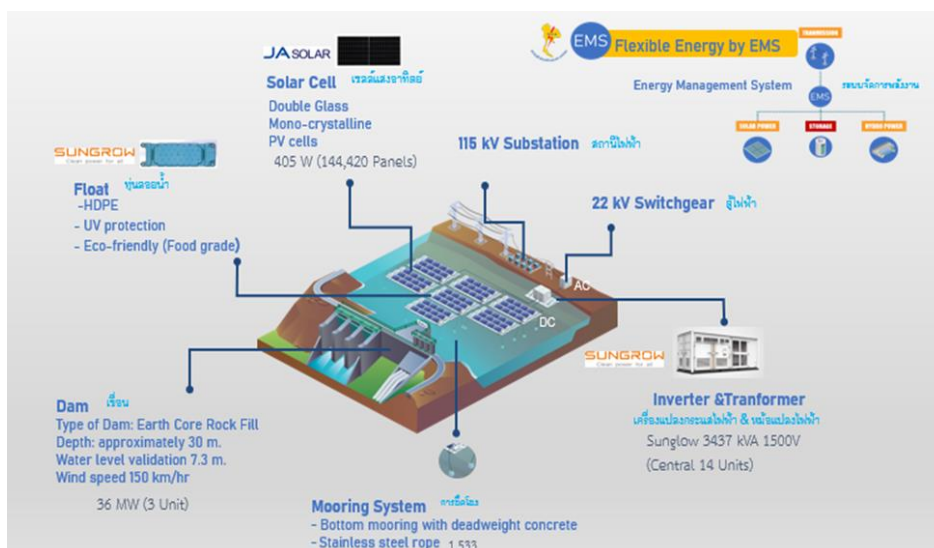 JA SOLAR
Solar Cell เซลล์แสงอาทิตย์
Double Glass
Mono-crystalline
PV cells
405 W (144,420 Panels)
EMS Flexible Energy by EMS
TRANSMISSION
Energy Management System
ระบบจัดการพลังงาน
EMS
SOLAR POWER
STORAGE
HYDRO POWER
SUNGROW
Clean power for all
Float ทุ่นลอยน้ำ
-HDPE
- UV protection
- Eco-friendly (Food grade)
115 kV Substation สถานีไฟฟ้า
22 kV Switchgear ตู้ไฟฟ้า
AC
DC
SUNGROW
Clean power for all
Inverter &Tranformer
เครื่องแปลงกระแสไฟฟ้า & หม้อแปลงไฟฟ้า
Sunglow 3437 kVA 1500V
(Central 14 Units)
Dam เขื่อน
Type of Dam: Earth Core Rock Fill
Depth: approximately 30 m.
Water level validation 7.3 m.
Wind speed 150 km/hr
36 MW (3 Unit)
Mooring System การยึดโยง
- Bottom mooring with deadweight concrete
- Stainless steel rope 1,533